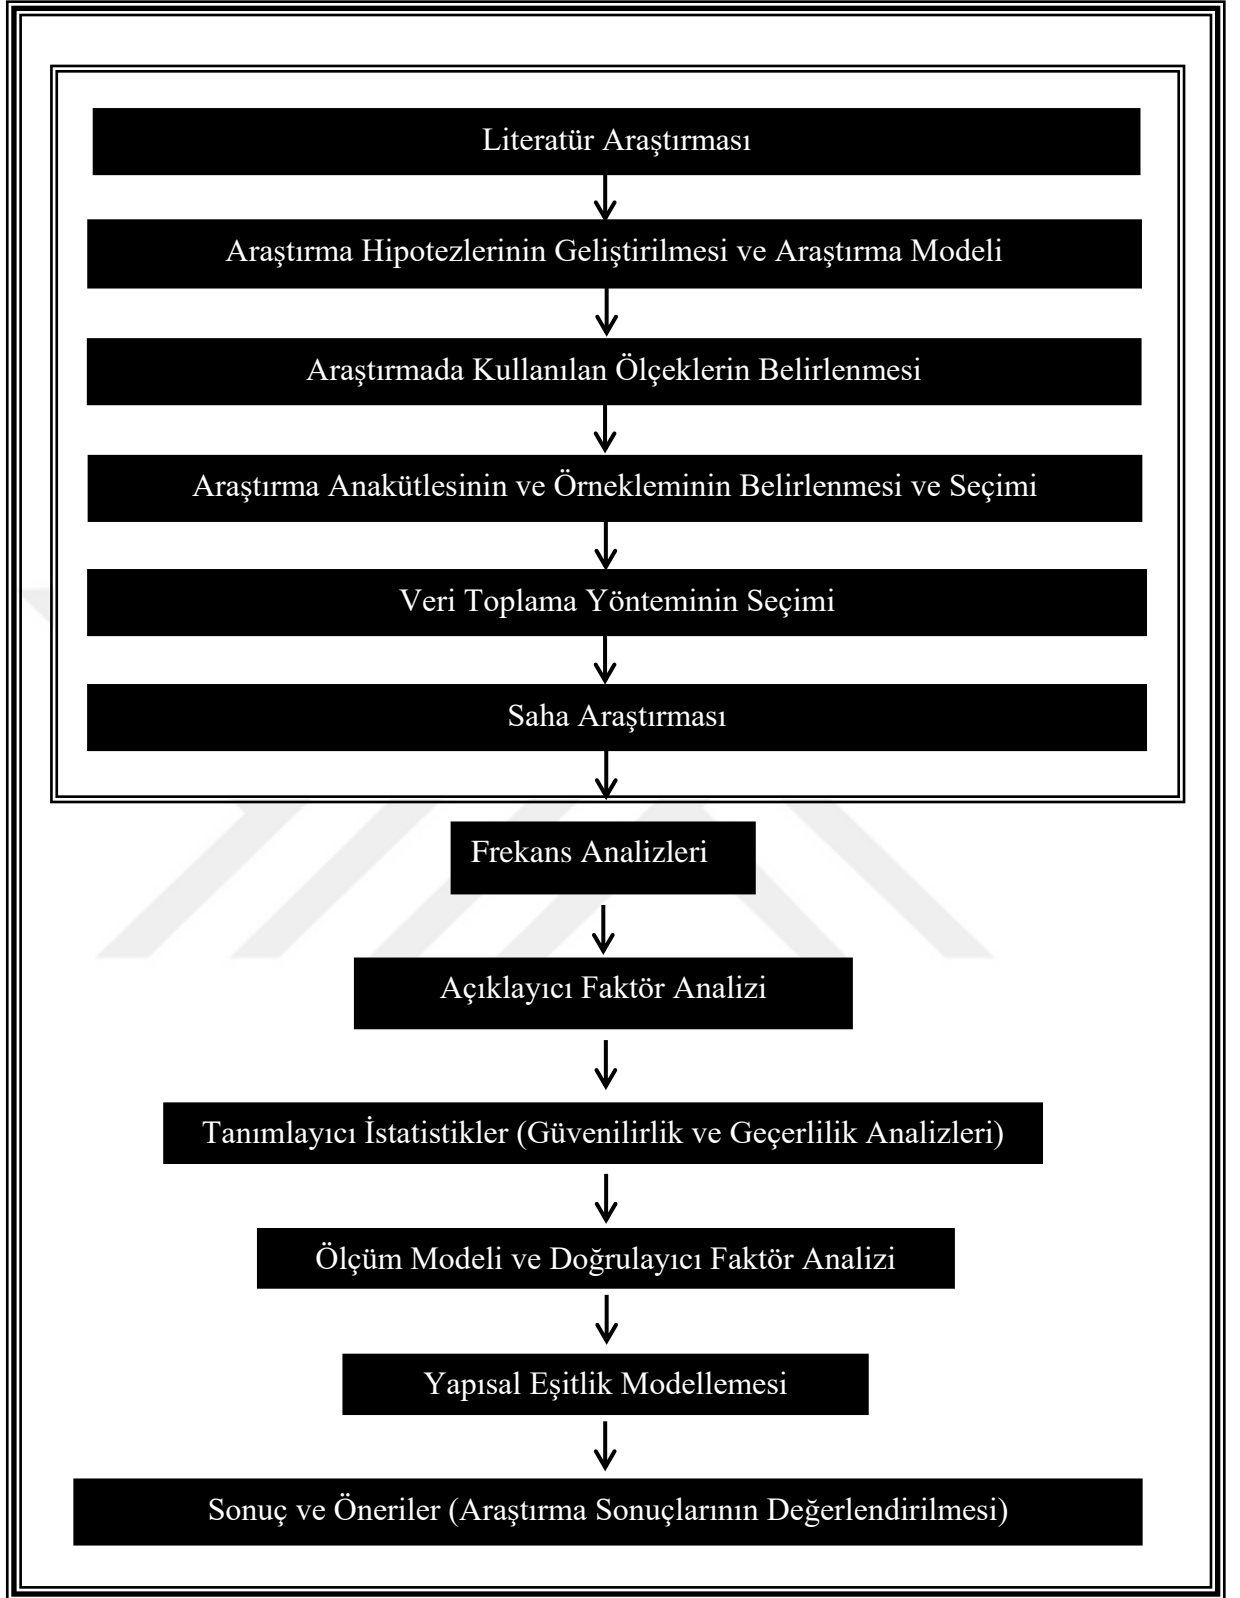 Literatür Araştırması
Araştırma Hipotezlerinin Geliştirilmesi ve Araştırma Modeli
Araştırmada Kullanılan Ölçeklerin Belirlenmesi
Araştırma Anakütlesinin ve Örnekleminin Belirlenmesi ve Seçimi
Veri Toplama Yönteminin Seçimi
Saha Araştırması
Frekans Analizleri
Açıklayıcı Faktör Analizi
Tanımlayıcı İstatistikler (Güvenilirlik ve Geçerlilik Analizleri)
Ölçüm Modeli ve Doğrulayıcı Faktör Analizi
Yapısal Eşitlik Modellemesi
Sonuç ve Öneriler (Araştırma Sonuçlarının Değerlendirilmesi)